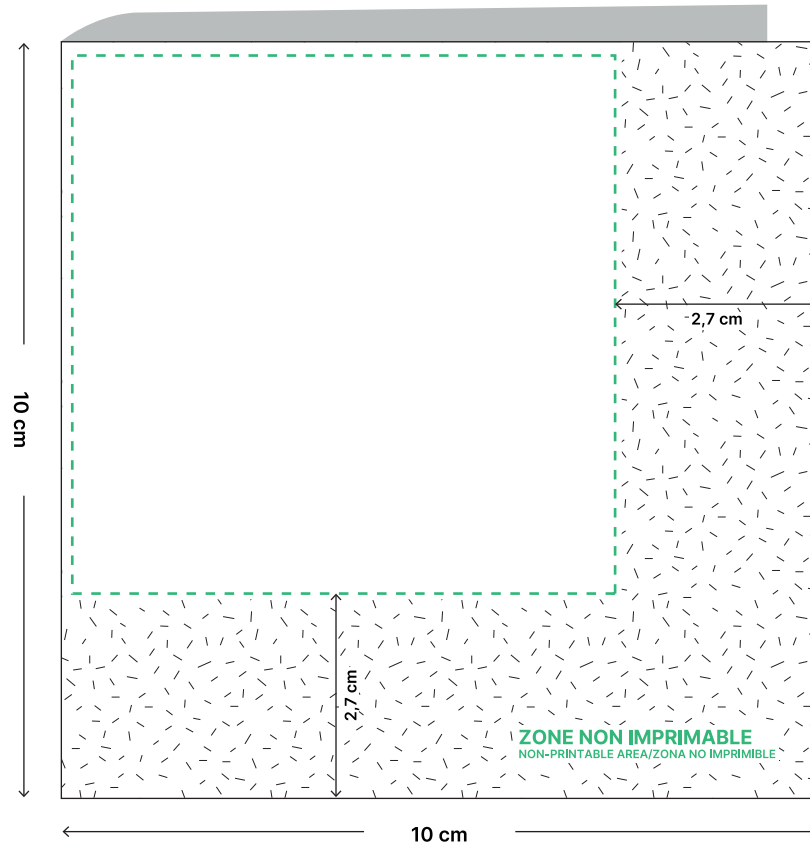 2,7 cm
10 cm
2,7 cm
ZONE NON IMPRIMABLE
NON-PRINTABLE AREA/ZONA NO IMPRIMIBLE
10 cm